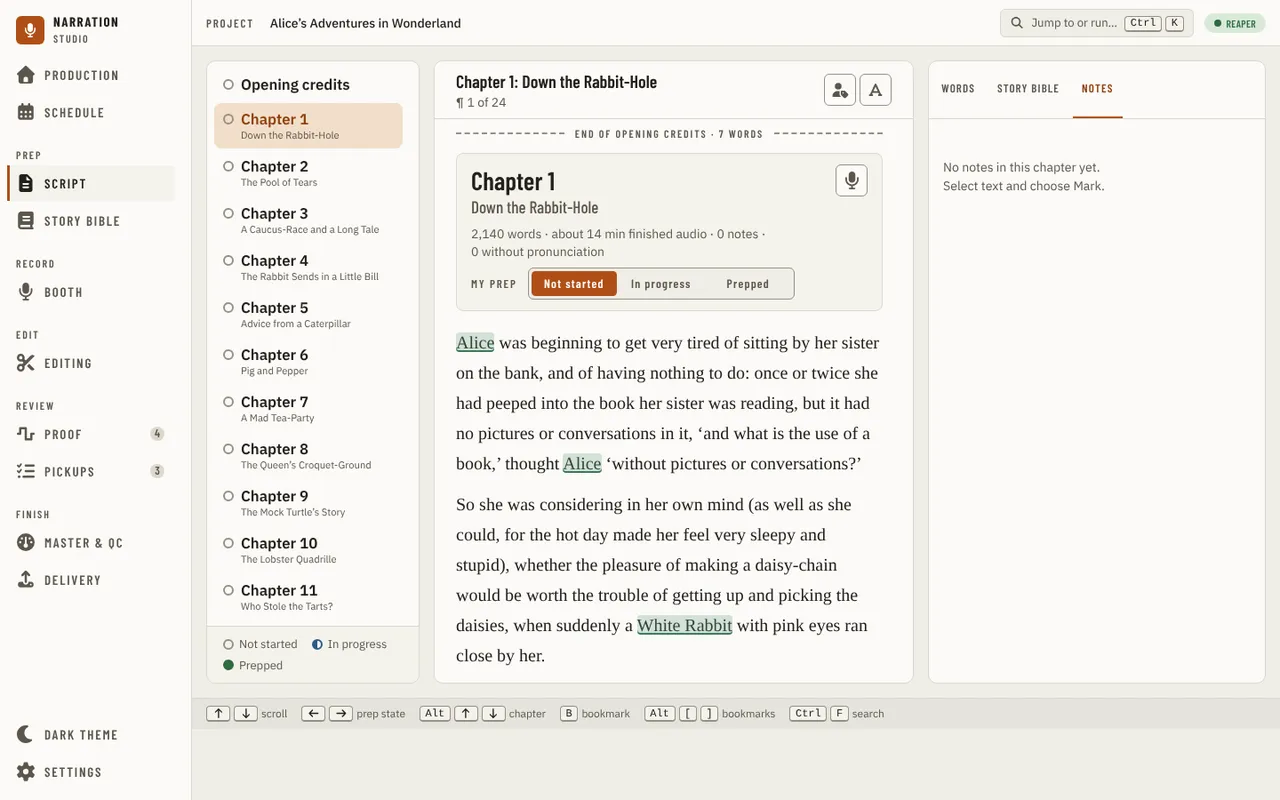 NARRATION
STUDIO
PRODUCTION
SCHEDULE
PREP
SCRIPT
STORY BIBLE
RECORD
BOOTH
EDIT
EDITING
REVIEW
PROOF 4
PICKUPS 3
FINISH
MASTER & QC
DELIVERY
DARK THEME
SETTINGS
PROJECT Alice's Adventures in Wonderland
Jump to or run... Ctrl K
REAPER
Opening credits
Chapter 1
Down the Rabbit-Hole
Chapter 2
The Pool of Tears
Chapter 3
A Caucus-Race and a Long Tale
Chapter 4
The Rabbit Sends in a Little Bill
Chapter 5
Advice from a Caterpillar
Chapter 6
Pig and Pepper
Chapter 7
A Mad Tea-Party
Chapter 8
The Queen's Croquet-Ground
Chapter 9
The Mock Turtle's Story
Chapter 10
The Lobster Quadrille
Chapter 11
Who Stole the Tarts?
Not started In progress
Prepped
Chapter 1: Down the Rabbit-Hole
¶ 1 of 24
A
END OF OPENING CREDITS · 7 WORDS
Chapter 1
Down the Rabbit-Hole
2,140 words · about 14 min finished audio · 0 notes ·
0 without pronunciation
MY PREP Not started In progress Prepped
Alice was beginning to get very tired of sitting by her sister
on the bank, and of having nothing to do: once or twice she
had peeped into the book her sister was reading, but it had
no pictures or conversations in it, ‘and what is the use of a
book,’ thought Alice ‘without pictures or conversations?’
So she was considering in her own mind (as well as she
could, for the hot day made her feel very sleepy and
stupid), whether the pleasure of making a daisy-chain
would be worth the trouble of getting up and picking the
daisies, when suddenly a White Rabbit with pink eyes ran
close by her.
WORDS STORY BIBLE NOTES
No notes in this chapter yet.
Select text and choose Mark.
↑ ↓ scroll ← → prep state Alt ↑ ↓ chapter B bookmark Alt [ ] bookmarks Ctrl F search